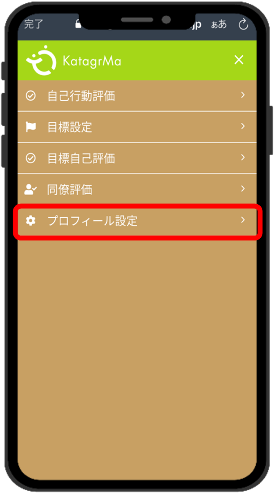 完了 jp ぁあ
KatagrMa
自己行動評価
目標設定
目標自己評価
同僚評価
プロフィール設定